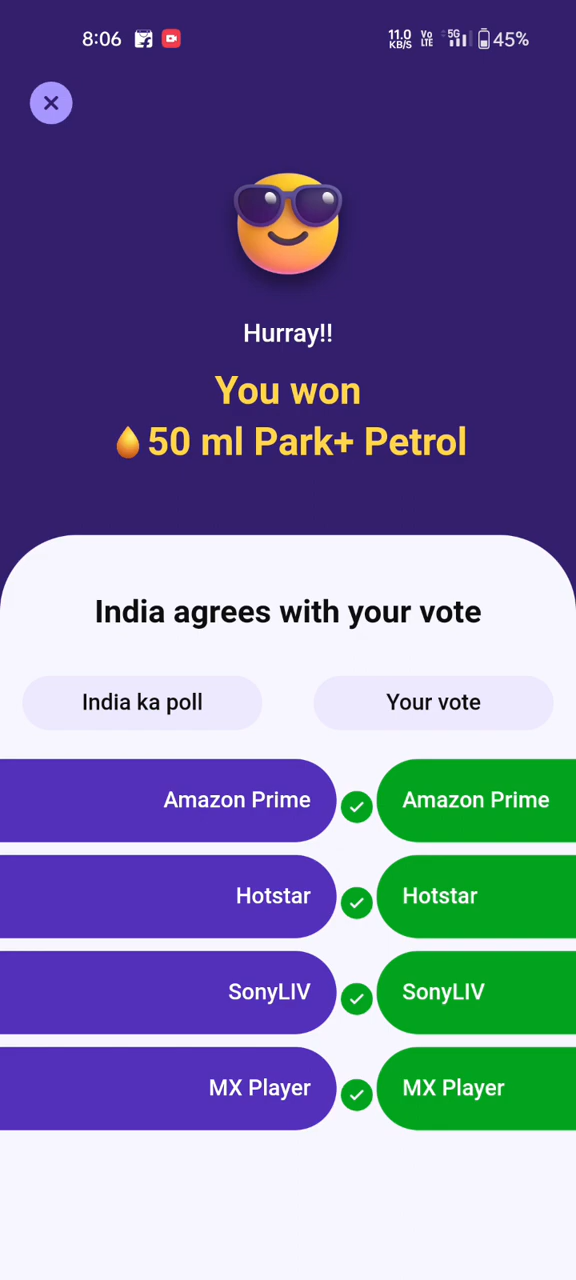 8:06 11.0 KB/S Vo LTE 5G 45%
Hurray!!
You won
50 ml Park+ Petrol
India agrees with your vote
India ka poll Your vote
Amazon Prime Amazon Prime
Hotstar Hotstar
SonyLIV SonyLIV
MX Player MX Player